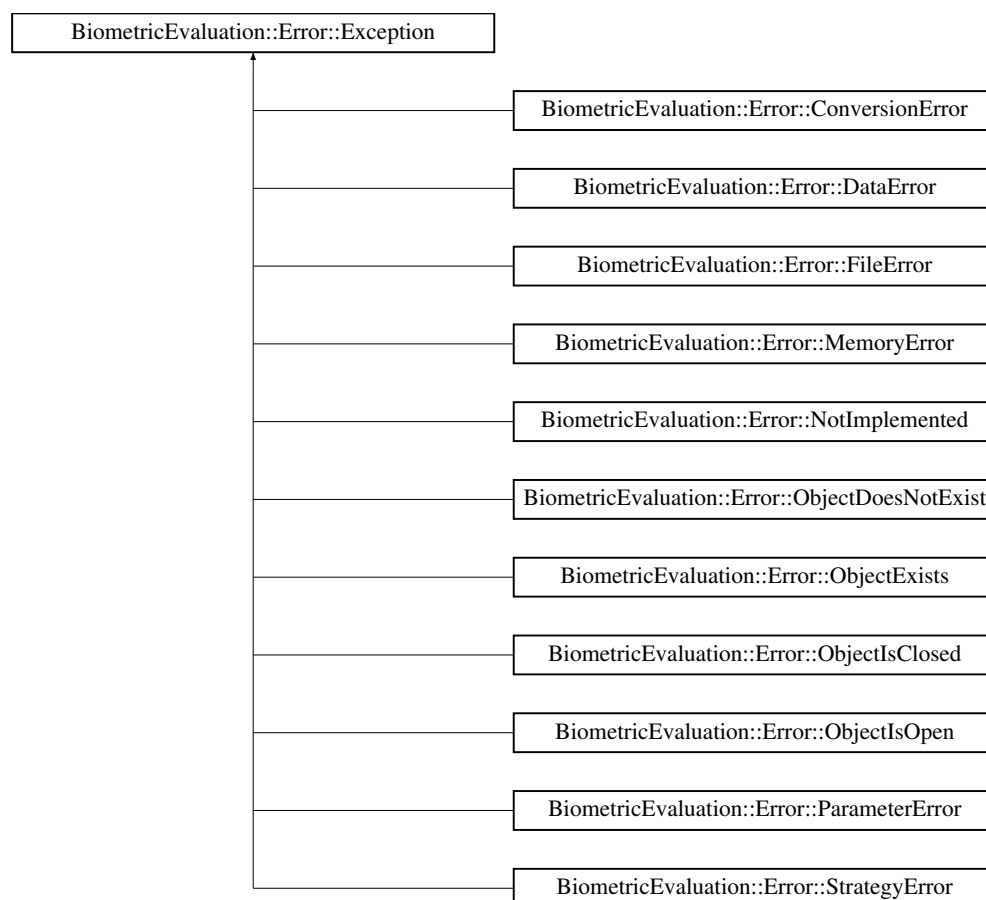 BiometricEvaluation::Error::Exception
BiometricEvaluation::Error::ConversionError
BiometricEvaluation::Error::DataError
BiometricEvaluation::Error::FileError
BiometricEvaluation::Error::MemoryError
BiometricEvaluation::Error::NotImplemented
BiometricEvaluation::Error::ObjectDoesNotExist
BiometricEvaluation::Error::ObjectExists
BiometricEvaluation::Error::ObjectIsClosed
BiometricEvaluation::Error::ObjectIsOpen
BiometricEvaluation::Error::ParameterError
BiometricEvaluation::Error::StrategyError